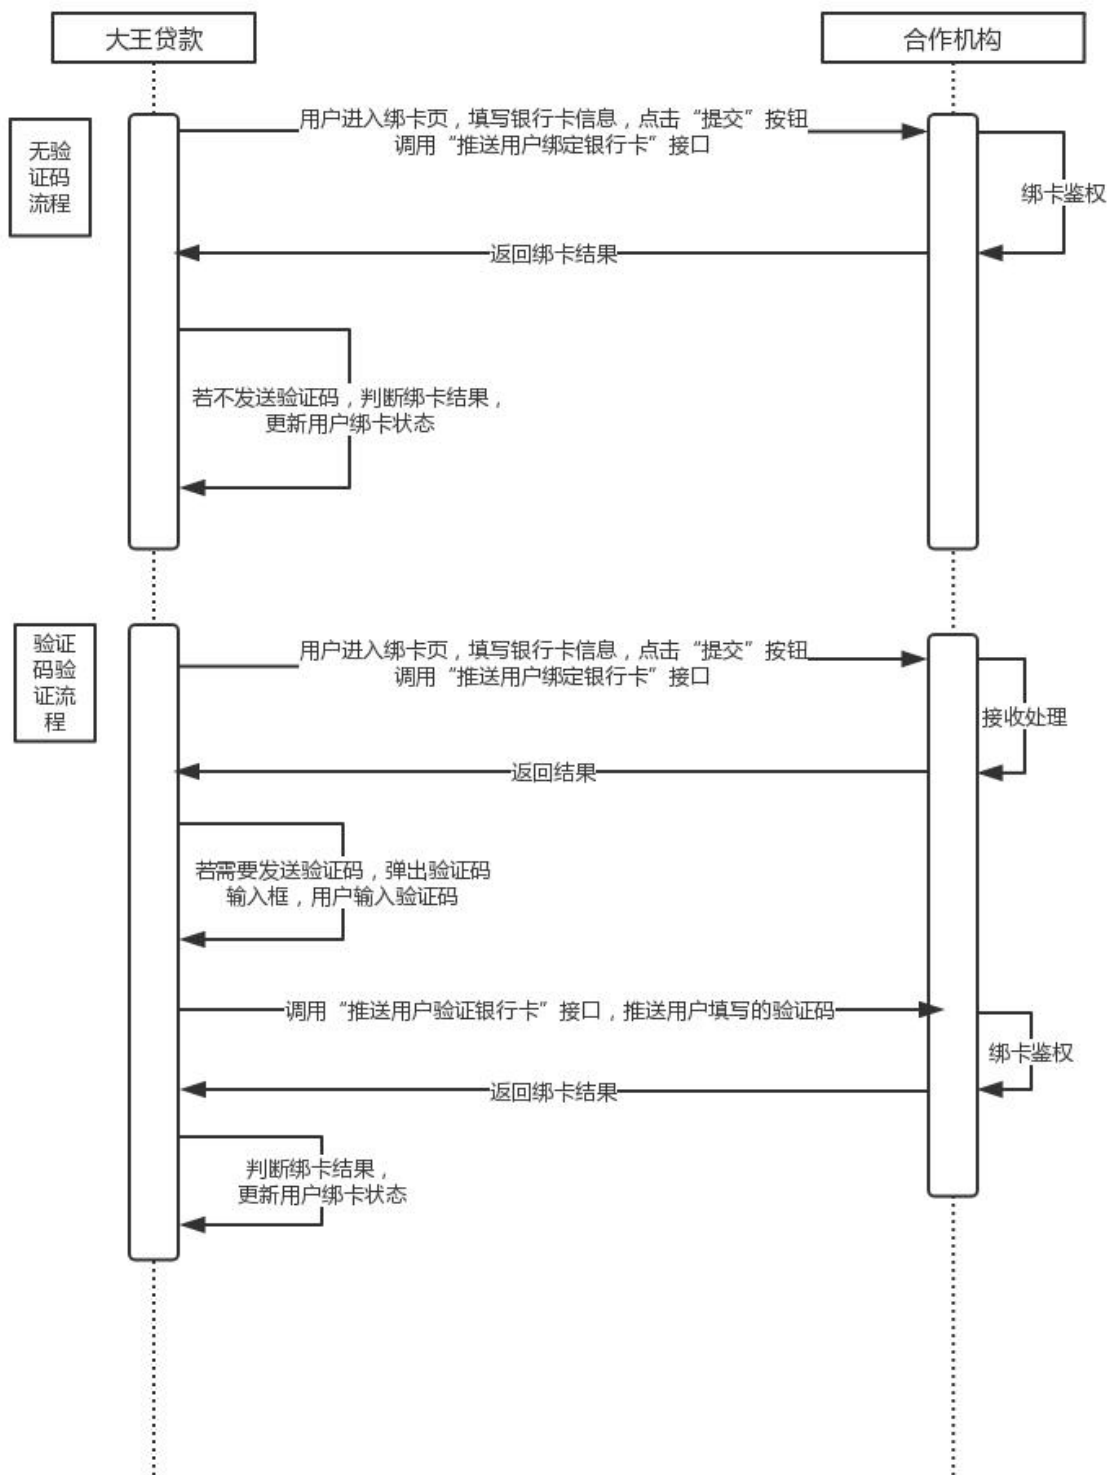 大王贷款
合作机构
无验
证码
流程
用户进入绑卡页，填写银行卡信息，点击“提交”按钮
调用“推送用户绑定银行卡”接口
绑卡鉴权
返回绑卡结果
若不发送验证码，判断绑卡结果，
更新用户绑卡状态
验证
码验
证流
程
用户进入绑卡页，填写银行卡信息，点击“提交”按钮
调用“推送用户绑定银行卡”接口
接收处理
返回结果
若需要发送验证码，弹出验证码
输入框，用户输入验证码
调用“推送用户验证银行卡”接口，推送用户填写的验证码
绑卡鉴权
返回绑卡结果
判断绑卡结果，
更新用户绑卡状态